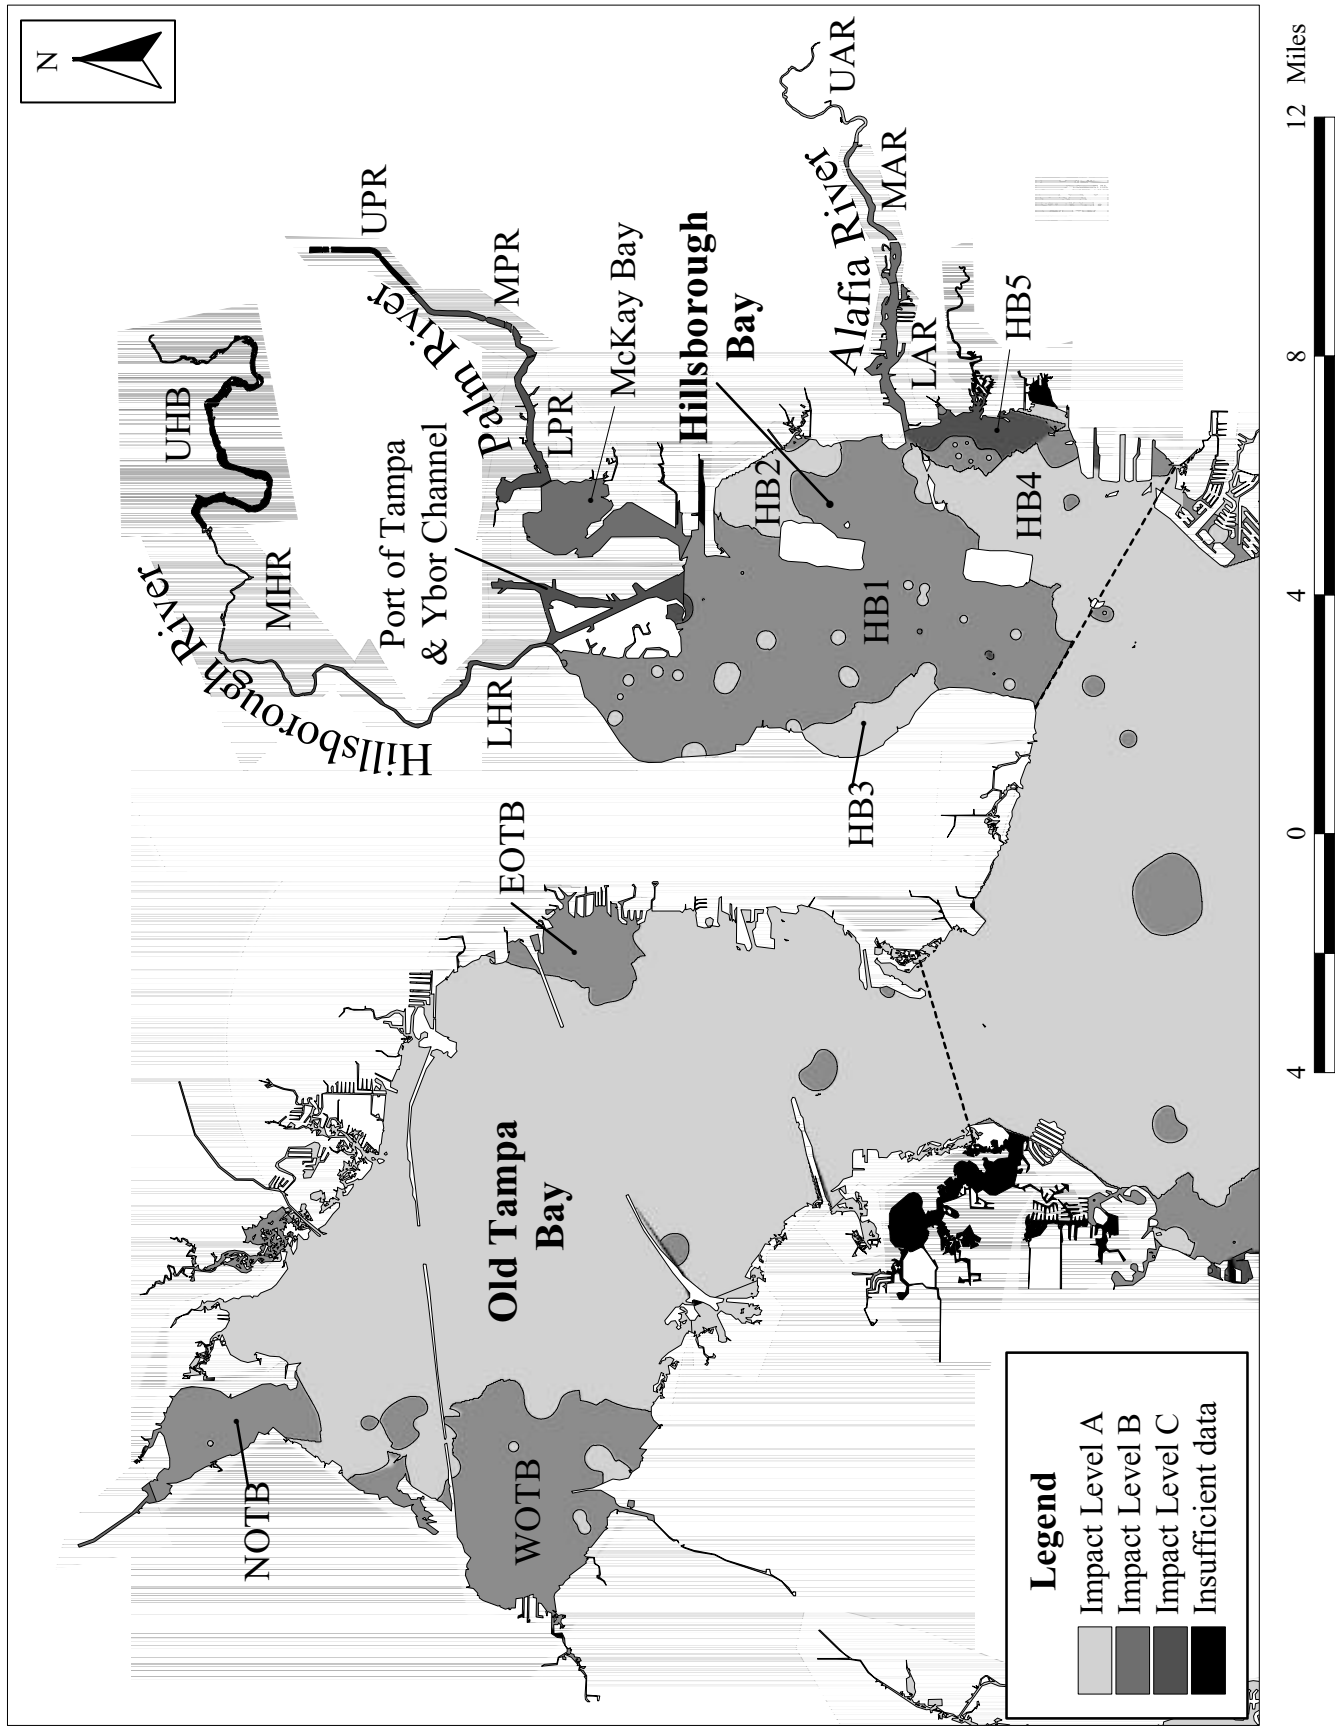 N
UHB
MHR
Hillsborough River
UPR
Palm River
MPR
LPR
Port of Tampa
& Ybor Channel
McKay Bay
LHR
Hillsborough
Bay
UAR
Alafia River
MAR
LAR
HB5
HB2
HB4
HB1
HB3
EOTB
Old Tampa
Bay
NOTB
WOTB
Legend
Impact Level A
Impact Level B
Impact Level C
Insufficient data
4
0
4
8
12
Miles